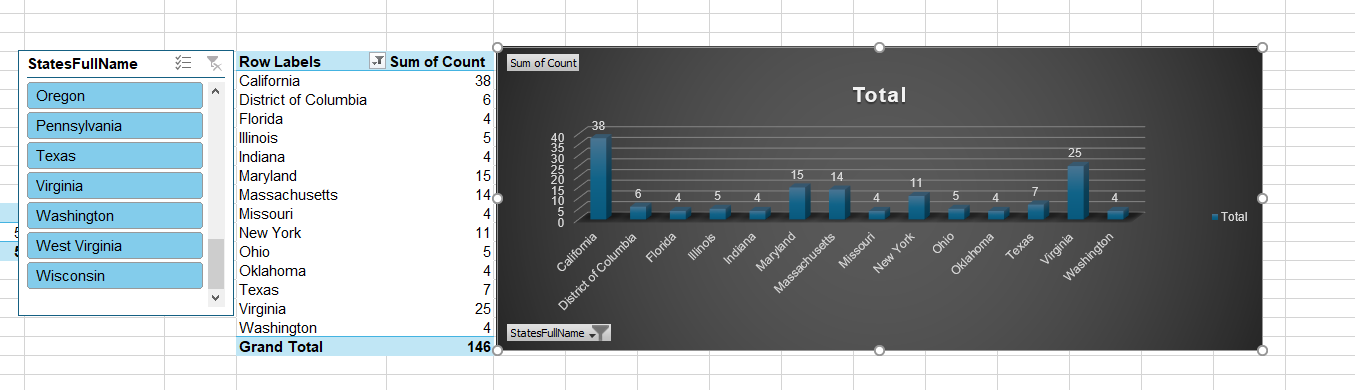 StatesFullName
Oregon
Pennsylvania
Texas
Virginia
Washington
West Virginia
Wisconsin
5
5
Row Labels Sum of Count
California 38
District of Columbia 6
Florida 4
Illinois 5
Indiana 4
Maryland 15
Massachusetts 14
Missouri 4
New York 11
Ohio 5
Oklahoma 4
Texas 7
Virginia 25
Washington 4
Grand Total 146
Sum of Count
Total
40
35
30
25
20
15
10
5
0
38 6 4 5 4 15 14 4 11 5 4 7 25 4
California District of Columbia Florida Illinois Indiana Maryland Massachusetts Missouri New York Ohio Oklahoma Texas Virginia Washington
Total
StatesFullName